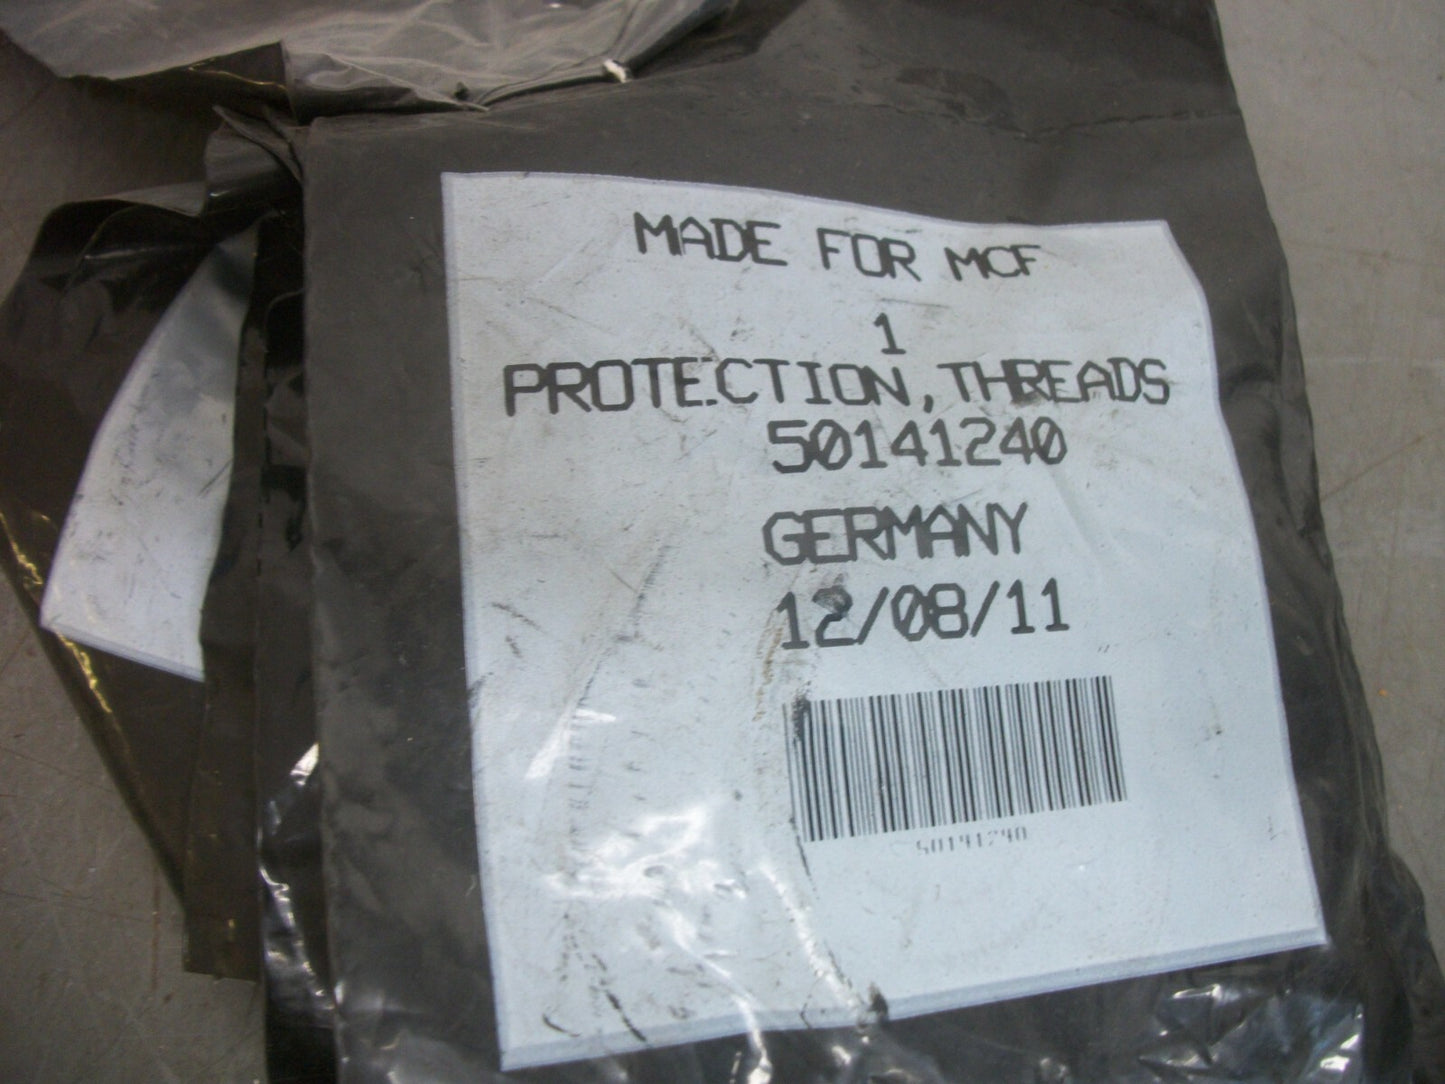 MADE FOR MCF
1
PROTECTION, THREADS
50141240
GERMANY
12/08/11
50141240